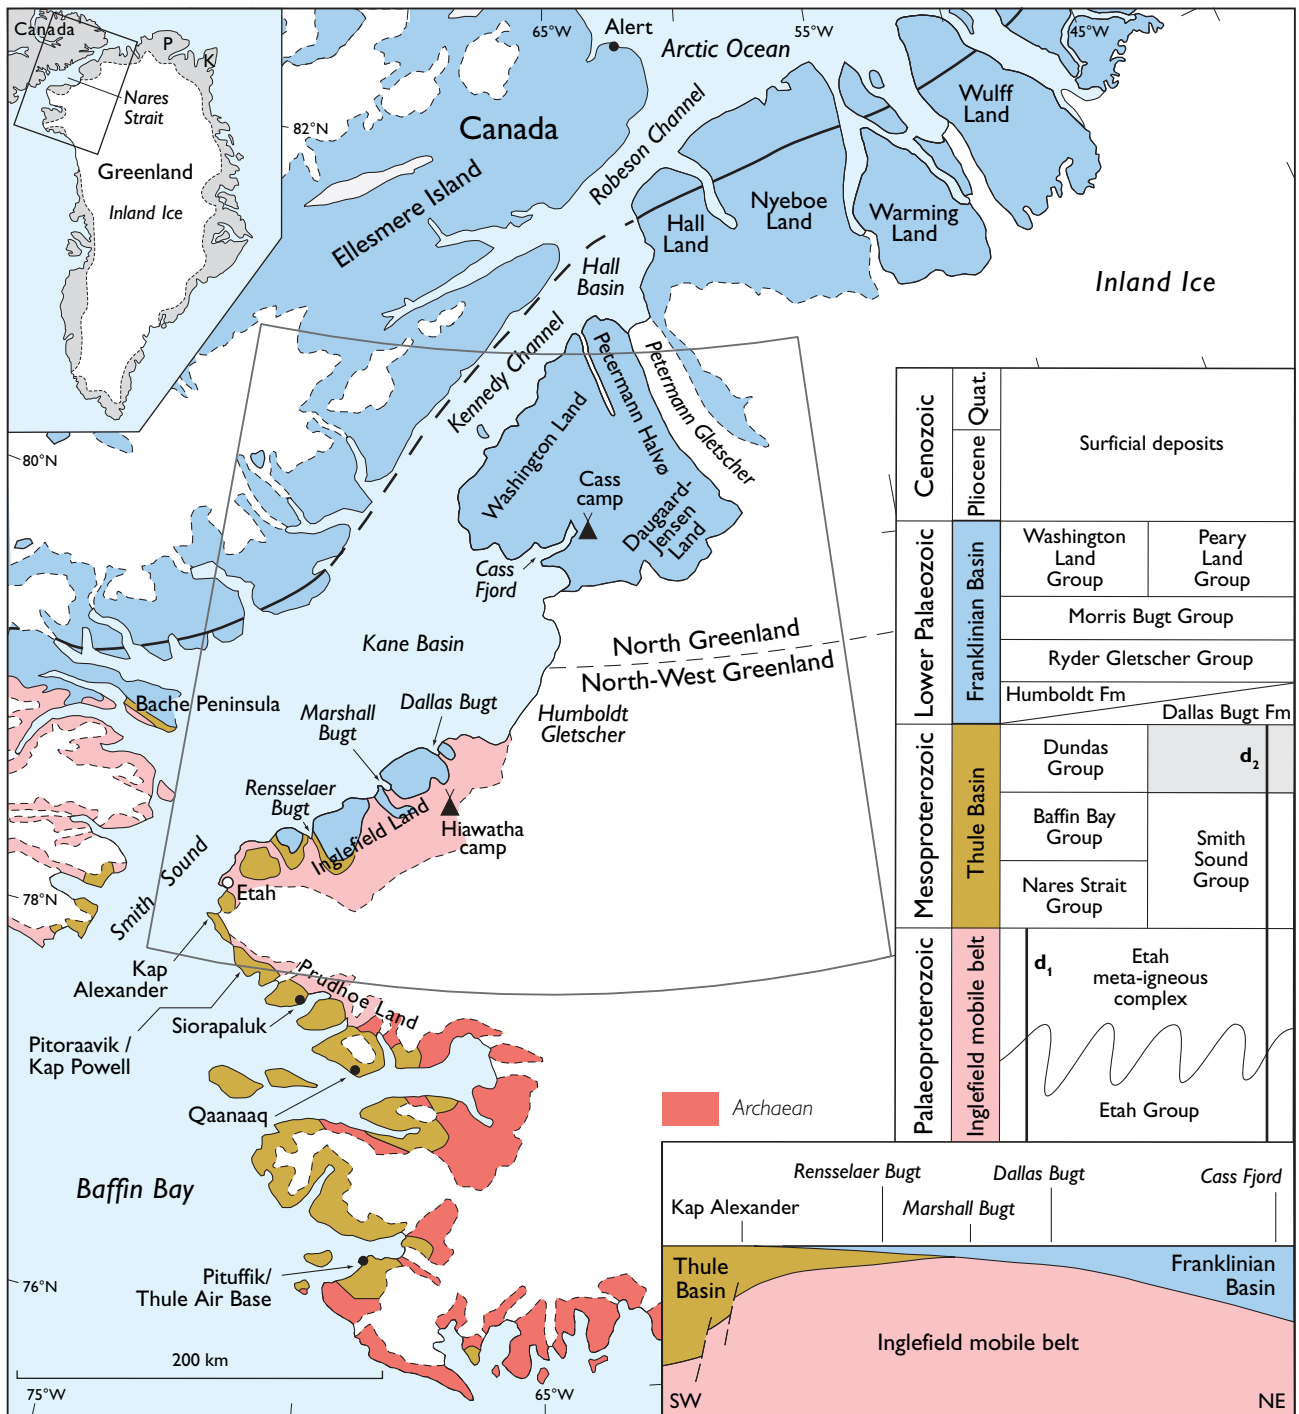 Canada
P
K
Nares
Strait
Greenland
Inland Ice
65°W
Alert
Arctic Ocean
55°W
45°W
82°N
Canada
Ellesmere Island
Robeson Channel
Wulff
Land
Nyeboe
Land
Hall
Land
Warming
Land
Hall
Basin
Inland Ice
Kennedy Channel
Petermann Halvø
Petermann Gletscher
Washington Land
80°N
Cass
camp
Daugaard-
Jensen
Land
Cass
Fjord
Kane Basin
North Greenland
North-West Greenland
Bache Peninsula
Marshall
Bugt
Dallas Bugt
Humboldt
Gletscher
Rensselaer
Bugt
Inglefield Land
Hiawatha
camp
Smith Sound
78°N
Etah
Kap
Alexander
Prudhoe Land
Siorapaluk
Pitoraavik /
Kap Powell
Qaanaaq
Baffin Bay
76°N
Pituffik/
Thule Air Base
200 km
75°W
65°W
Archaean
Cenozoic
Quat.
Pliocene
Surficial deposits
Lower Palaeozoic
Franklinian Basin
Washington
Land
Group
Peary
Land
Group
Morris Bugt Group
Ryder Gletscher Group
Humboldt Fm
Dallas Bugt Fm
Mesoproterozoic
Thule Basin
Dundas
Group
d2
Baffin Bay
Group
Smith
Sound
Group
Nares Strait
Group
Palaeoproterozoic
Inglefield mobile belt
d1
Etah
meta-igneous
complex
Etah Group
Rensselaer Bugt
Dallas Bugt
Cass Fjord
Kap Alexander
Marshall Bugt
Thule
Basin
Franklinian
Basin
Inglefield mobile belt
SW
NE